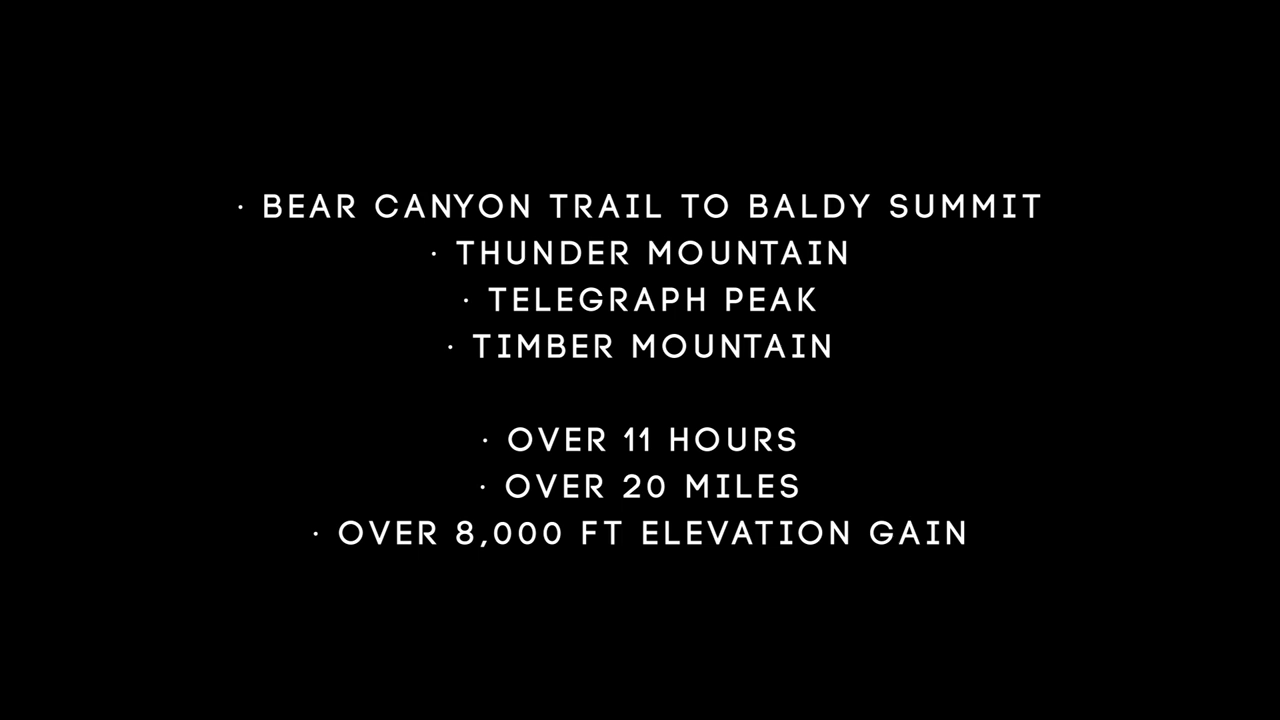 · BEAR CANYON TRAIL TO BALDY SUMMIT
· THUNDER MOUNTAIN
· TELEGRAPH PEAK
· TIMBER MOUNTAIN
· OVER 11 HOURS
· OVER 20 MILES
· OVER 8,000 FT ELEVATION GAIN